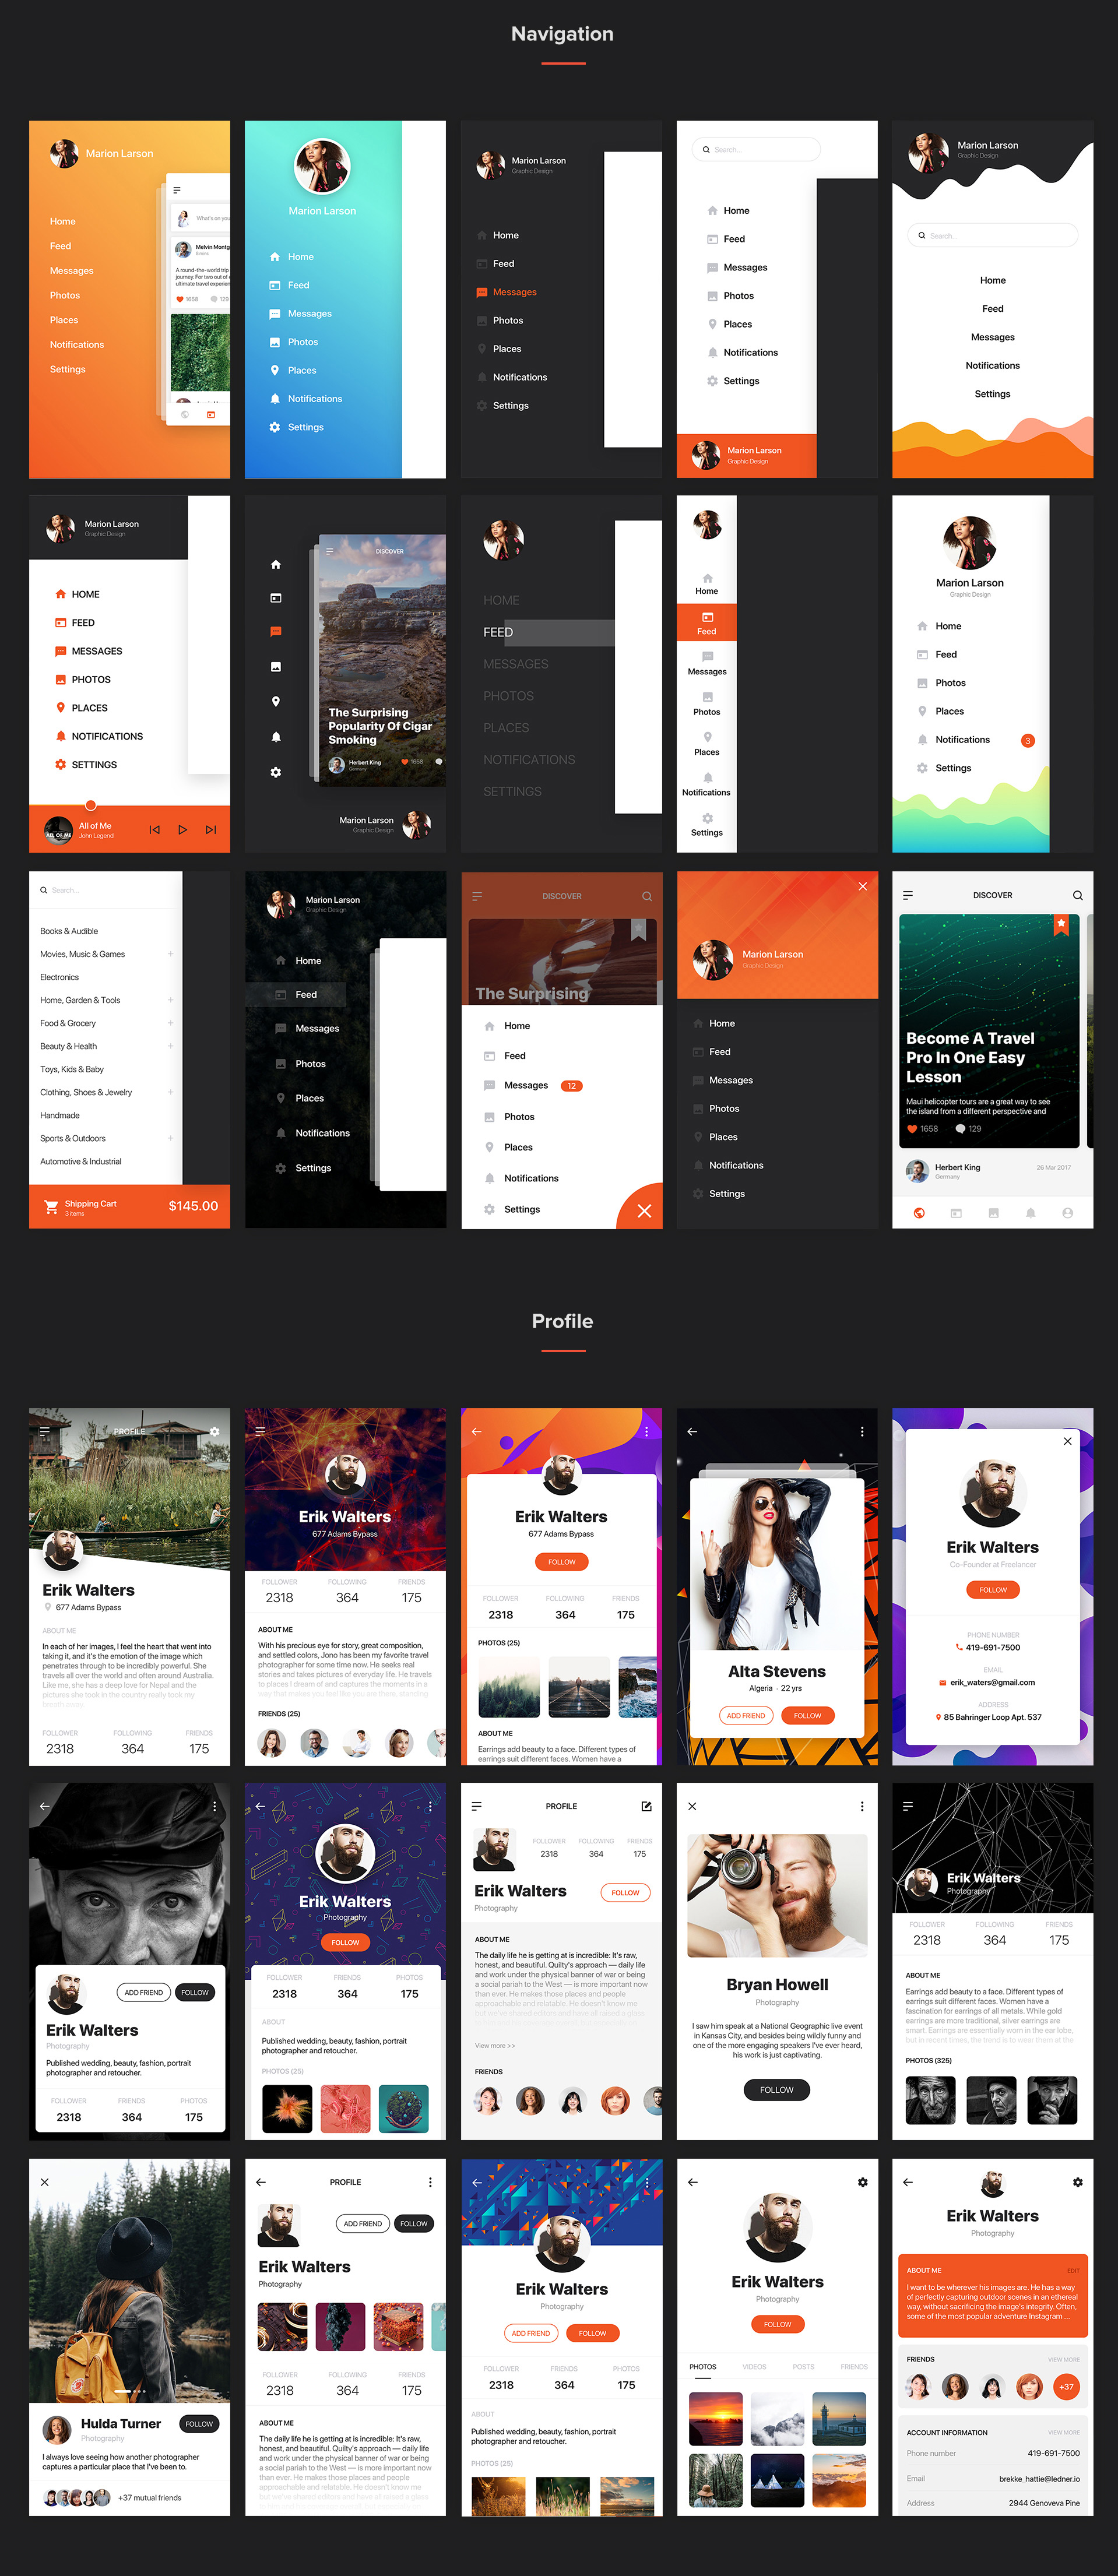 Navigation
Marion Larson
Home
Feed
Messages
Photos
Places
Notifications
Settings
What's on you
Melvin Montg
A round-the-world trip
journey. For two out of
ultimate travel experien
1658
129
Marion Larson
Home
Feed
Messages
Photos
Places
Notifications
Settings
Marion Larson
Graphic Design
Home
Feed
Messages
Photos
Places
Notifications
Settings
Search...
Home
Feed
Messages
Photos
Places
Notifications
Settings
Marion Larson
Graphic Design
Marion Larson
Graphic Design
Search...
Home
Feed
Messages
Notifications
Settings
Marion Larson
Graphic Design
HOME
FEED
MESSAGES
PHOTOS
PLACES
NOTIFICATIONS
SETTINGS
ALL OF ME
All of Me
John Legend
DISCOVER
The Surprising
Popularity Of Cigar
Smoking
Herbert King
Germany
1658
Marion Larson
Graphic Design
HOME
FEED
MESSAGES
PHOTOS
PLACES
NOTIFICATIONS
SETTINGS
Home
Feed
Messages
Photos
Places
Notifications
Settings
Marion Larson
Graphic Design
Home
Feed
Photos
Places
Notifications 3
Settings
Search...
Books & Audible
Movies, Music & Games +
Electronics
Home, Garden & Tools +
Food & Grocery +
Beauty & Health +
Toys, Kids & Baby
Clothing, Shoes & Jewelry +
Handmade
Sports & Outdoors +
Automotive & Industrial
Shipping Cart
3 items
$145.00
Marion Larson
Graphic Design
Home
Feed
Messages
Photos
Places
Notifications
Settings
DISCOVER
The Surprising
Home
Feed
Messages 12
Photos
Places
Notifications
Settings
Marion Larson
Graphic Design
Home
Feed
Messages
Photos
Places
Notifications
Settings
DISCOVER
Become A Travel
Pro In One Easy
Lesson
Maui helicopter tours are a great way to see
the island from a different perspective and
1658 129
Herbert King
Germany
26 Mar 2017
Profile
PROFILE
Erik Walters
677 Adams Bypass
ABOUT ME
In each of her images, I feel the heart that went into
taking it, and it's the emotion of the image which
penetrates through to be incredibly powerful. She
travels all over the world and often around Australia.
Like me, she has a deep love for Nepal and the
pictures she took in the country really took my
breath away.
FOLLOWER FOLLOWING FRIENDS
2318 364 175
Erik Walters
677 Adams Bypass
FOLLOWER FOLLOWING FRIENDS
2318 364 175
ABOUT ME
With his precious eye for story, great composition,
and settled colors, Jono has been my favorite travel
photographer for some time now. He seeks real
stories and takes pictures of everyday life. He travels
to places I dream of and captures the moments in a
way that makes you feel like you are there, standing
FRIENDS (25)
Erik Walters
677 Adams Bypass
FOLLOW
FOLLOWER FOLLOWING FRIENDS
2318 364 175
PHOTOS (25)
ABOUT ME
Earrings add beauty to a face. Different types of
earrings suit different faces. Women have a
Alta Stevens
Algeria · 22 yrs
ADD FRIEND FOLLOW
Erik Walters
Co-Founder at Freelancer
FOLLOW
PHONE NUMBER
419-691-7500
EMAIL
erik_waters@gmail.com
ADDRESS
85 Bahringer Loop Apt. 537
ADD FRIEND FOLLOW
Erik Walters
Photography
Published wedding, beauty, fashion, portrait
photographer and retoucher.
FOLLOWER FRIENDS PHOTOS
2318 364 175
Erik Walters
Photography
FOLLOW
FOLLOWER FRIENDS PHOTOS
2318 364 175
ABOUT
Published wedding, beauty, fashion, portrait
photographer and retoucher.
PHOTOS (25)
PROFILE
FOLLOWER FOLLOWING FRIENDS
2318 364 175
Erik Walters
Photography
FOLLOW
ABOUT ME
The daily life he is getting at is incredible: It's raw,
honest, and beautiful. Quilty's approach — daily life
and work under the physical banner of war or being
a social pariah to the West — is more important now
than ever. He makes those places and people
approachable and relatable. He doesn't know me
but we've shared editors and have all raised a glass
View more >>
FRIENDS
Bryan Howell
Photography
I saw him speak at a National Geographic live event
in Kansas City, and besides being wildly funny and
one of the more engaging speakers I've ever heard,
his work is just captivating.
FOLLOW
Erik Walters
Photography
FOLLOWER FOLLOWING FRIENDS
2318 364 175
ABOUT ME
Earrings add beauty to a face. Different types of
earrings suit different faces. Women have a
fascination for earrings of all metals. While gold
earrings are more traditional, silver earrings are
smart. Earrings are essentially worn in the ear lobe,
but in recent times, the trend is to wear them at the
PHOTOS (325)
Hulda Turner
Photography
FOLLOW
I always love seeing how another photographer
captures a particular place that I've been to.
+37 mutual friends
PROFILE
ADD FRIEND FOLLOW
Erik Walters
Photography
FOLLOWER FOLLOWING FRIENDS
2318 364 175
ABOUT ME
The daily life he is getting at is incredible: It's raw,
honest, and beautiful. Quilty's approach — daily life
and work under the physical banner of war or being
a social pariah to the West — is more important now
than ever. He makes those places and people
approachable and relatable. He doesn't know me
but we've shared editors and have all raised a glass
Erik Walters
Photography
ADD FRIEND FOLLOW
FOLLOWER FRIENDS PHOTOS
2318 364 175
ABOUT
Published wedding, beauty, fashion, portrait
photographer and retoucher.
PHOTOS (25)
Erik Walters
Photography
FOLLOW
PHOTOS VIDEOS POSTS FRIENDS
Erik Walters
Photography
ABOUT ME EDIT
I want to be wherever his images are. He has a way
of perfectly capturing outdoor scenes in an ethereal
way, without sacrificing the image's integrity. Often,
some of the most popular adventure Instagram ...
FRIENDS VIEW MORE
+37
ACCOUNT INFORMATION VIEW MORE
Phone number 419-691-7500
Email brekke_hattie@ledner.io
Address 2944 Genoveva Pine